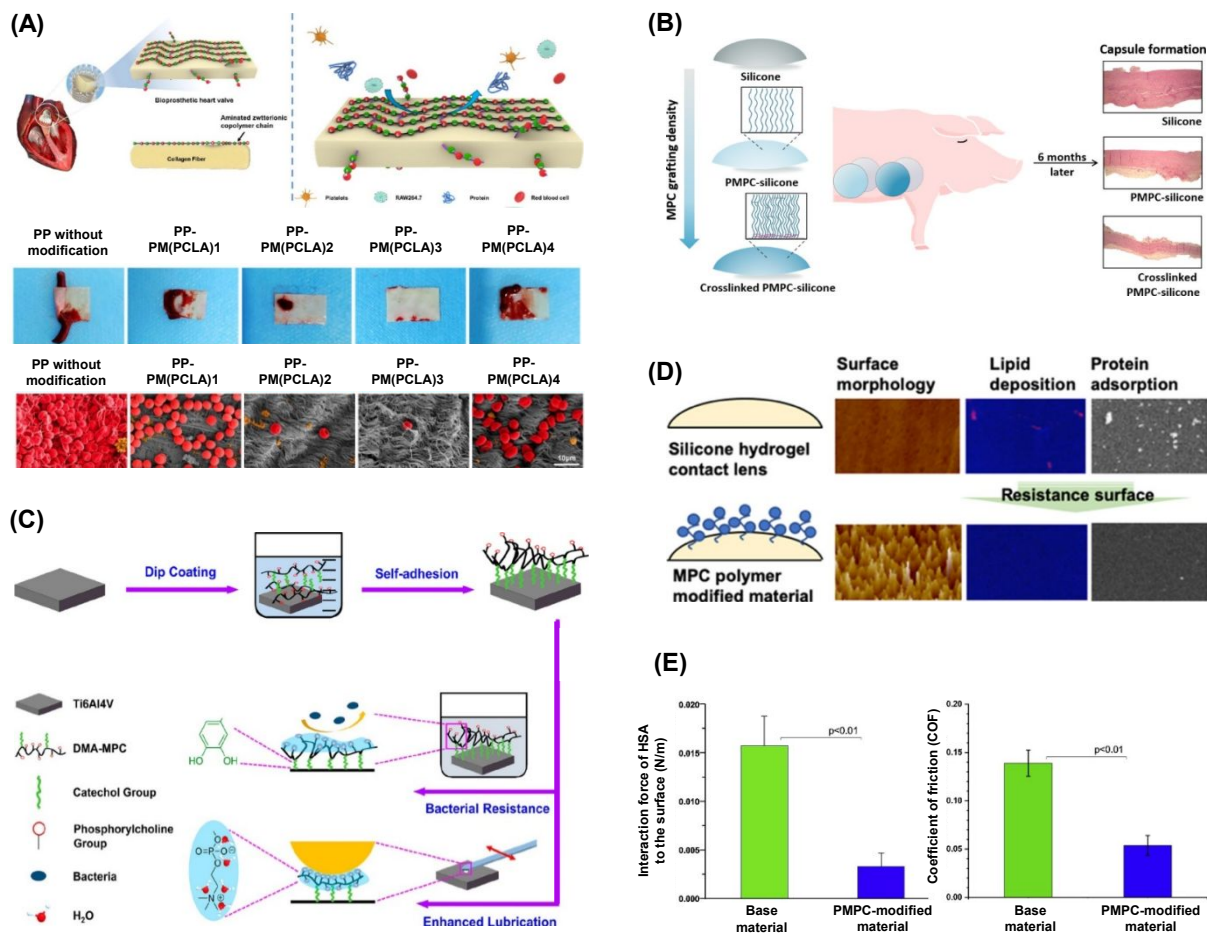 (A)
Bioprosthetic heart valve
Aminated zwtterionic
copolymer chain
Collagen Fiber
Platelets
RAW264.7
Protein
Red blood cell
PP without
modification
PP-
PM(PCLA)1
PP-
PM(PCLA)2
PP-
PM(PCLA)3
PP-
PM(PCLA)4
PP without
modification
PP-
PM(PCLA)1
PP-
PM(PCLA)2
PP-
PM(PCLA)3
PP-
PM(PCLA)4
10μm
(B)
MPC grafting density
Silicone
PMPC-silicone
Crosslinked PMPC-silicone
6 months
later
Capsule formation
Silicone
PMPC-silicone
Crosslinked
PMPC-silicone
(C)
Dip Coating
Self-adhesion
Ti6Al4V
DMA-MPC
Catechol Group
Phosphorylcholine
Group
Bacteria
H2O
HO
OH
Bacterial Resistance
Enhanced Lubrication
(D)
Surface
morphology
Lipid
deposition
Protein
adsorption
Silicone hydrogel
contact lens
Resistance surface
MPC polymer
modified material
(E)
Interaction force of HSA
to the surface (N/m)
0.020
0.015
0.010
0.005
0.000
p<0.01
Base
material
PMPC-modified
material
Coefficient of friction (COF)
0.20
0.15
0.10
0.05
0.00
p<0.01
Base
material
PMPC-modified
material